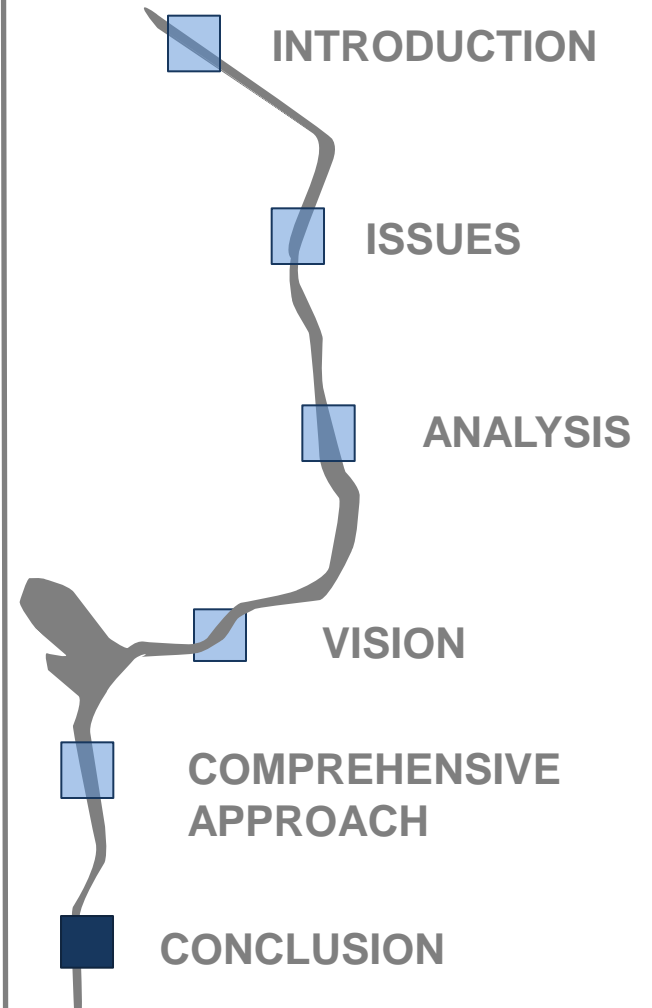 INTRODUCTION
ISSUES
ANALYSIS
VISION
COMPREHENSIVE
APPROACH
CONCLUSION